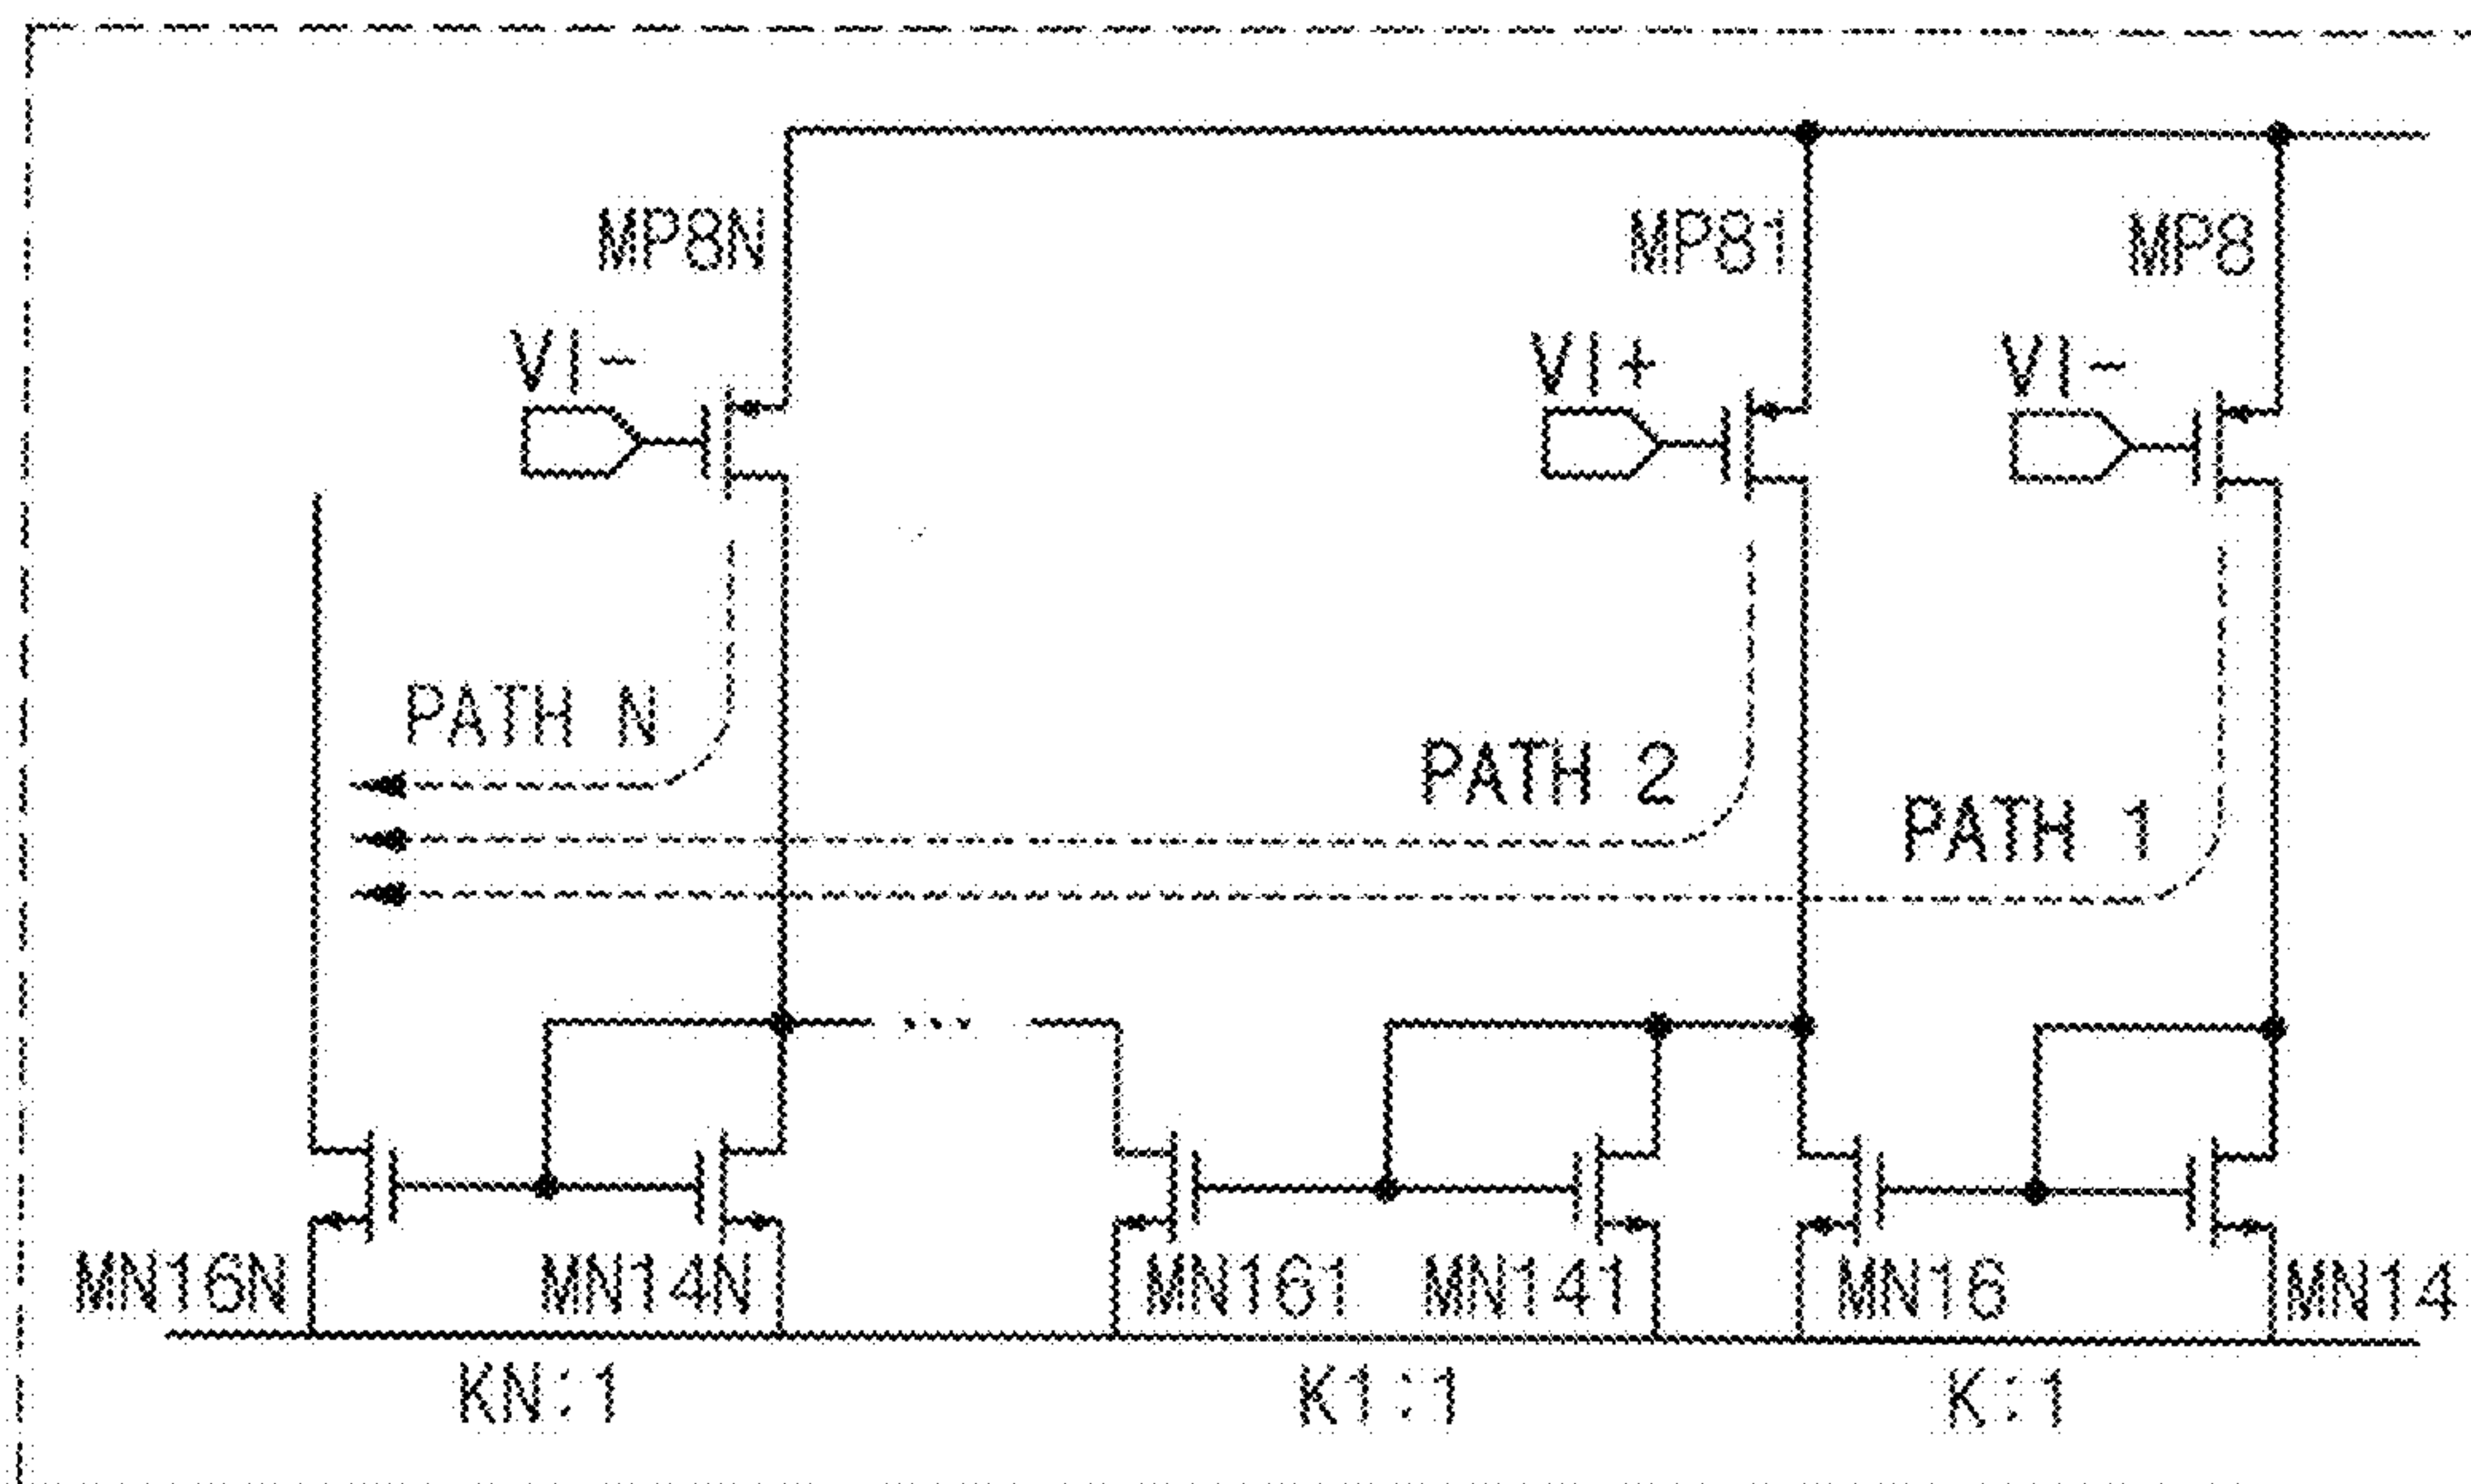 MP8N MP81 MP8
VI- VI+ VI-
PATH N
PATH 2
PATH 1
MN16N MN14N MN161 MN141 MN16 MN14
KN:1 K1:1 K:1